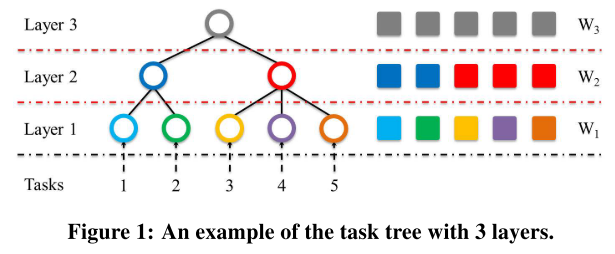 Layer 3 W3
Layer 2 W2
Layer 1 W1
Tasks 1 2 3 4 5
Figure 1: An example of the task tree with 3 layers.